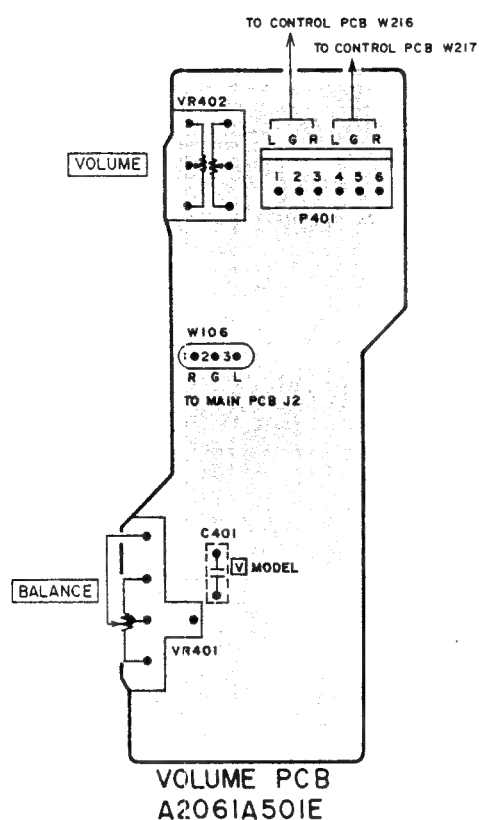 TO CONTROL PCB W216
TO CONTROL PCB W217
VR402
L G R L G R
VOLUME
1 2 3 4 5 6
P401
W106
1 2 3
R G L
TO MAIN PCB J2
C401
V MODEL
BALANCE
VR401
VOLUME PCB
A2061A501E